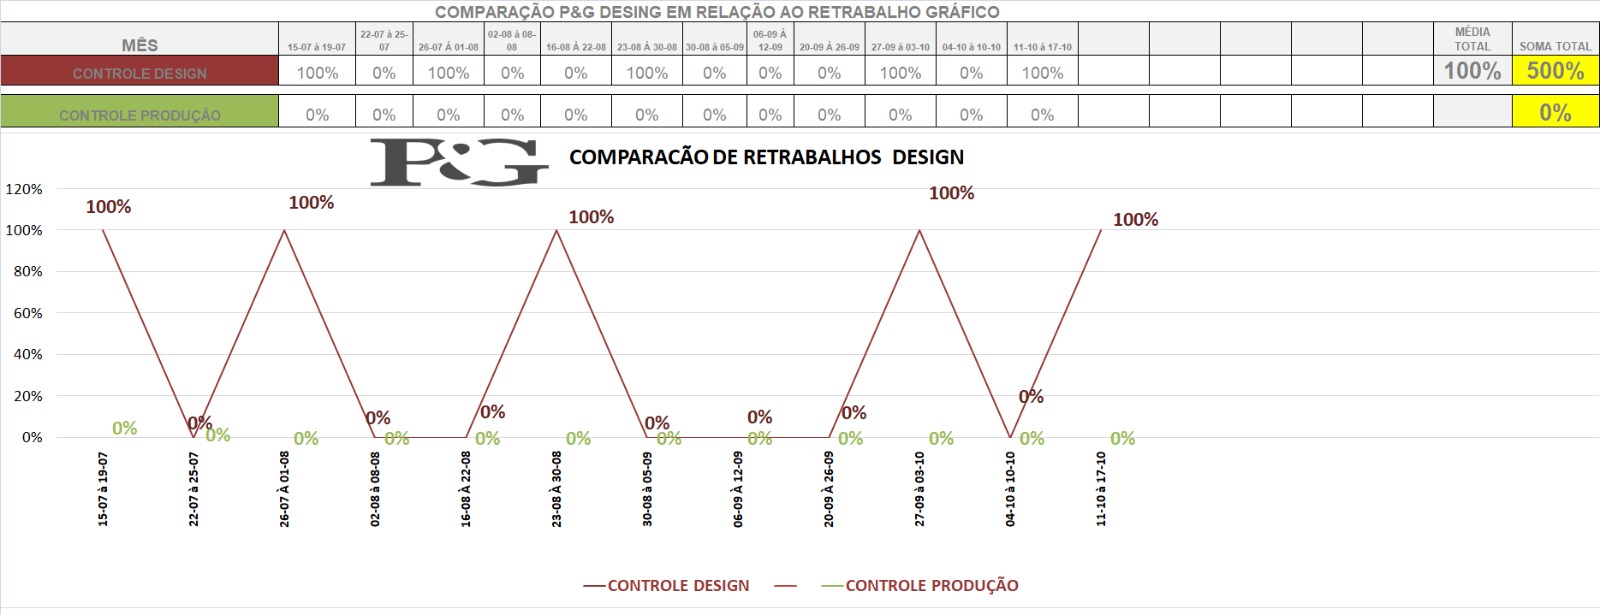 COMPARAÇÃO P&G DESING EM RELAÇÃO AO RETRABALHO GRÁFICO
MÊS 15-07 à 19-07 22-07 à 25-07 26-07 À 01-08 02-08 à 08-08 16-08 À 22-08 23-08 À 30-08 30-08 à 05-09 06-09 À 12-09 20-09 À 26-09 27-09 à 03-10 04-10 à 10-10 11-10 à 17-10 MÉDIA TOTAL SOMA TOTAL
CONTROLE DESIGN 100% 0% 100% 0% 0% 100% 0% 0% 0% 100% 0% 100% 100% 500%
CONTROLE PRODUÇÃO 0% 0% 0% 0% 0% 0% 0% 0% 0% 0% 0% 0% 0%
P&G COMPARACÃO DE RETRABALHOS DESIGN
120%
100%
80%
60%
40%
20%
0%
100% 0% 100% 0% 0% 100% 0% 0% 0% 100% 0% 100%
0% 0% 0% 0% 0% 0% 0% 0% 0% 0% 0% 0%
15-07 à 19-07
22-07 à 25-07
26-07 À 01-08
02-08 à 08-08
16-08 À 22-08
23-08 À 30-08
30-08 à 05-09
06-09 À 12-09
20-09 À 26-09
27-09 à 03-10
04-10 à 10-10
11-10 à 17-10
CONTROLE DESIGN CONTROLE PRODUÇÃO